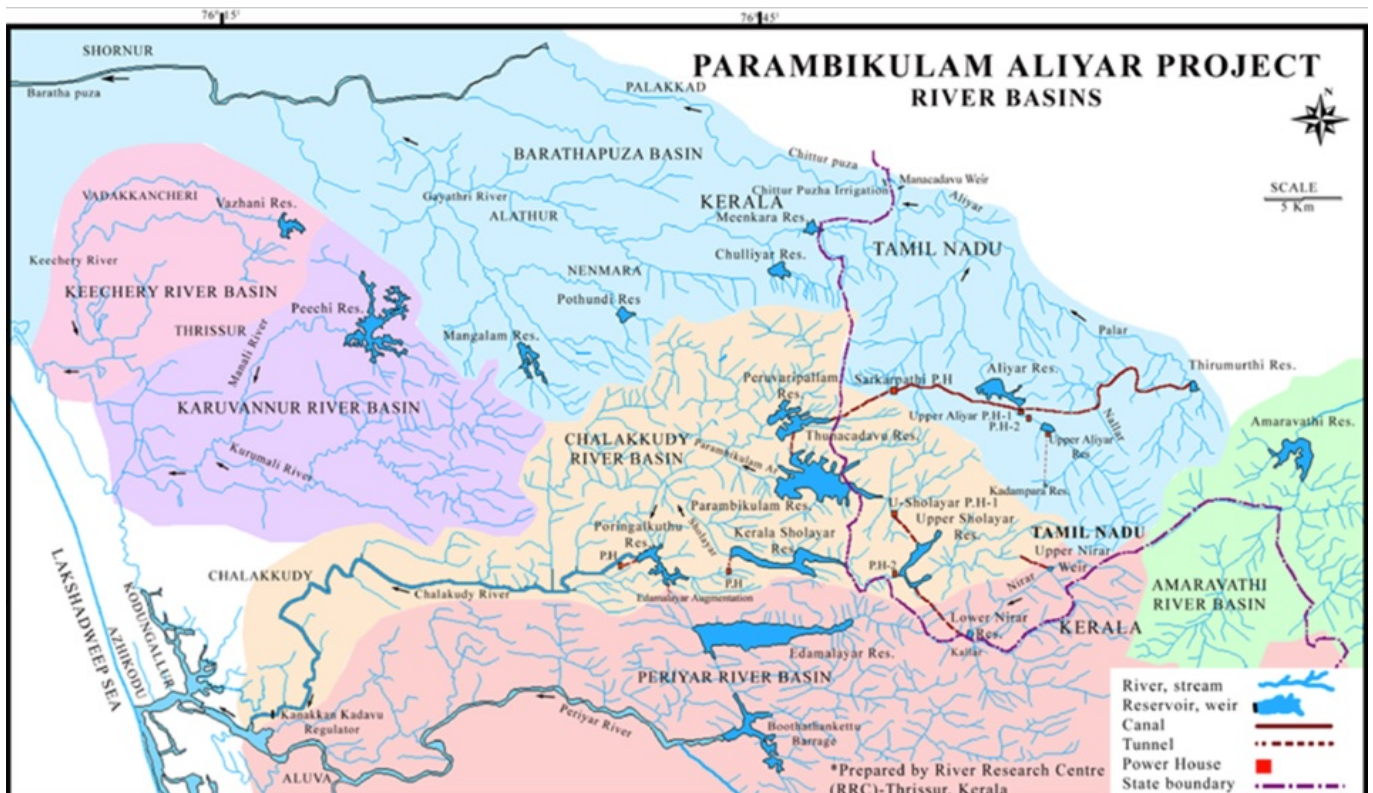 76°15'
76°45'
PARAMBIKULAM ALIYAR PROJECT
RIVER BASINS
N
SCALE
5 Km
SHORNUR
Baratha puza
PALAKKAD
BARATHAPUZA BASIN
Chittur puza
Chittur Puzha Irrigation
Manacadavu Weir
Aliyar
KERALA
Meenkara Res.
TAMIL NADU
VADAKKANCHERI
Vazhani Res.
Gayathri River
ALATHUR
Keechery River
KEECHERY RIVER BASIN
Chulliyar Res.
NENMARA
Pothundi Res
Peechi Res.
THRISSUR
Manali River
Mangalam Res.
Palar
Thirumurthi Res.
Aliyar Res.
Sarkarpathi P.H
Peruvaripallam
Res.
KARUVANNUR RIVER BASIN
Upper Aliyar P.H-1
P.H-2
Nallar
Amaravathi Res.
CHALAKKUDY
RIVER BASIN
Thunacadavu Res.
Upper Aliyar
Res
Parambikulam Ar
Kurumali River
Kadampara Res.
Parambikulam Res.
U-Sholayar P.H-1
Upper Sholayar
Res.
Poringalkuthu
Res.
Sholayar
Kerala Sholayar
Res
TAMIL NADU
Upper Nirar
Weir
P.H
P.H
P.H-2
CHALAKKUDY
Nirar
AMARAVATHI
RIVER BASIN
Chalakudy River
Edamalayar Augmentation
Lower Nirar
Res.
KERALA
LAKSHADWEEP SEA
KODUNGALLUR
AZHIKODU
Kallar
Edamalayar Res.
PERIYAR RIVER BASIN
Kanakkan Kadavu
Regulator
Periyar River
Boothathankettu
Barrage
ALUVA
*Prepared by River Research Centre
(RRC)-Thrissur, Kerala
River, stream
Reservoir, weir
Canal
Tunnel
Power House
State boundary